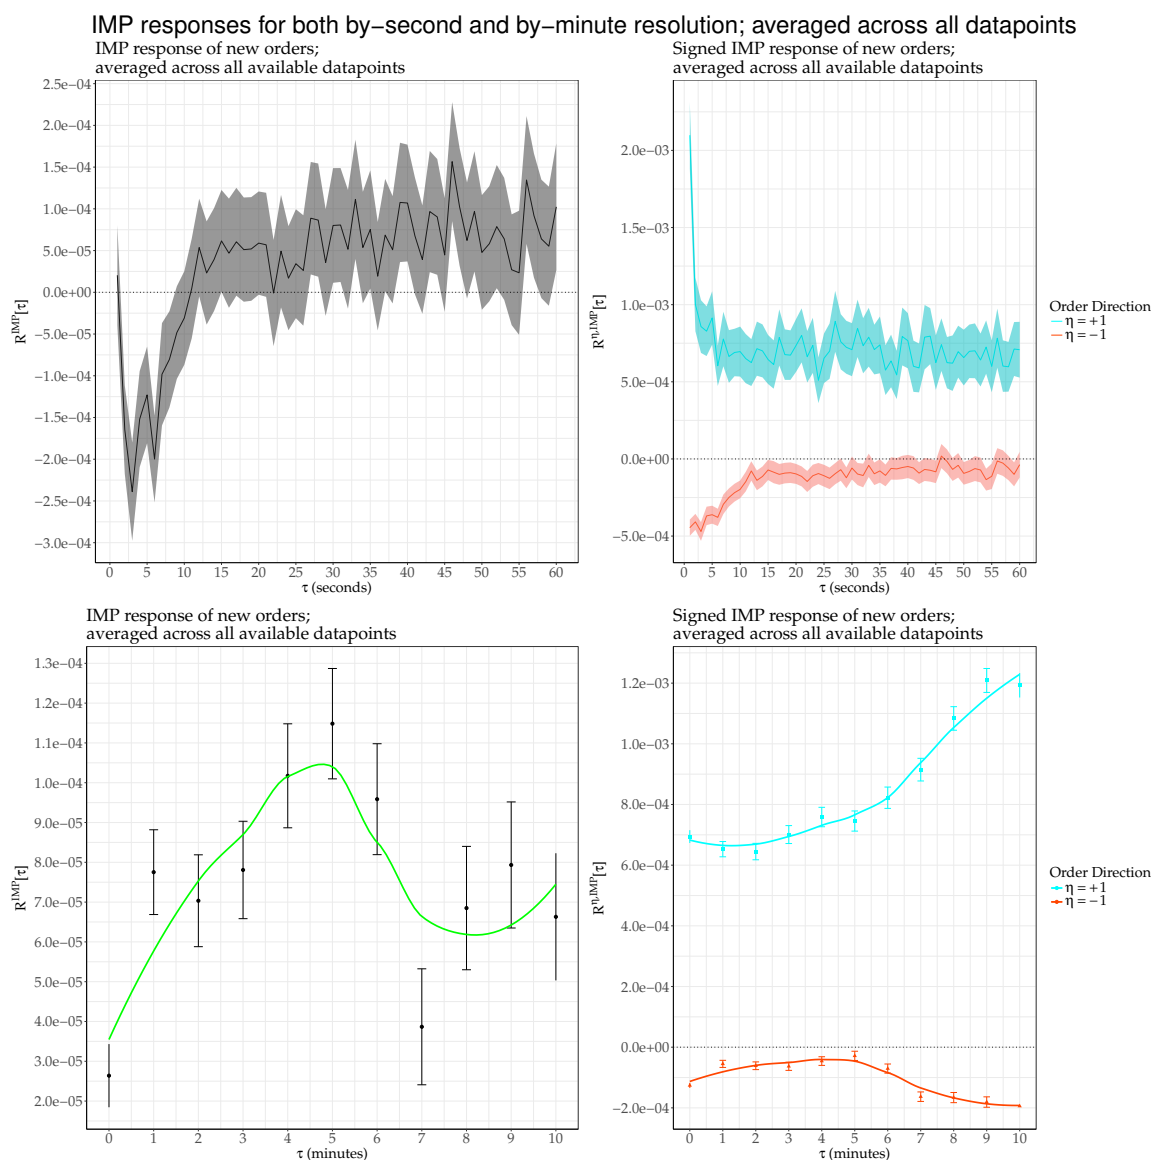 IMP responses for both by−second and by−minute resolution; averaged across all datapoints
IMP response of new orders;
averaged across all available datapoints
2.5e−04
2.0e−04
1.5e−04
1.0e−04
5.0e−05
0.0e+00
−5.0e−05
−1.0e−04
−1.5e−04
−2.0e−04
−2.5e−04
−3.0e−04
R^IMP[τ]
0 5 10 15 20 25 30 35 40 45 50 55 60
τ (seconds)
Signed IMP response of new orders;
averaged across all available datapoints
2.0e−03
1.5e−03
1.0e−03
5.0e−04
0.0e+00
−5.0e−04
R^η,IMP[τ]
0 5 10 15 20 25 30 35 40 45 50 55 60
τ (seconds)
Order Direction
η = +1
η = −1
IMP response of new orders;
averaged across all available datapoints
1.3e−04
1.2e−04
1.1e−04
1.0e−04
9.0e−05
8.0e−05
7.0e−05
6.0e−05
5.0e−05
4.0e−05
3.0e−05
2.0e−05
R^IMP[τ]
0 1 2 3 4 5 6 7 8 9 10
τ (minutes)
Signed IMP response of new orders;
averaged across all available datapoints
1.2e−03
1.0e−03
8.0e−04
6.0e−04
4.0e−04
2.0e−04
0.0e+00
−2.0e−04
R^η,IMP[τ]
0 1 2 3 4 5 6 7 8 9 10
τ (minutes)
Order Direction
η = +1
η = −1